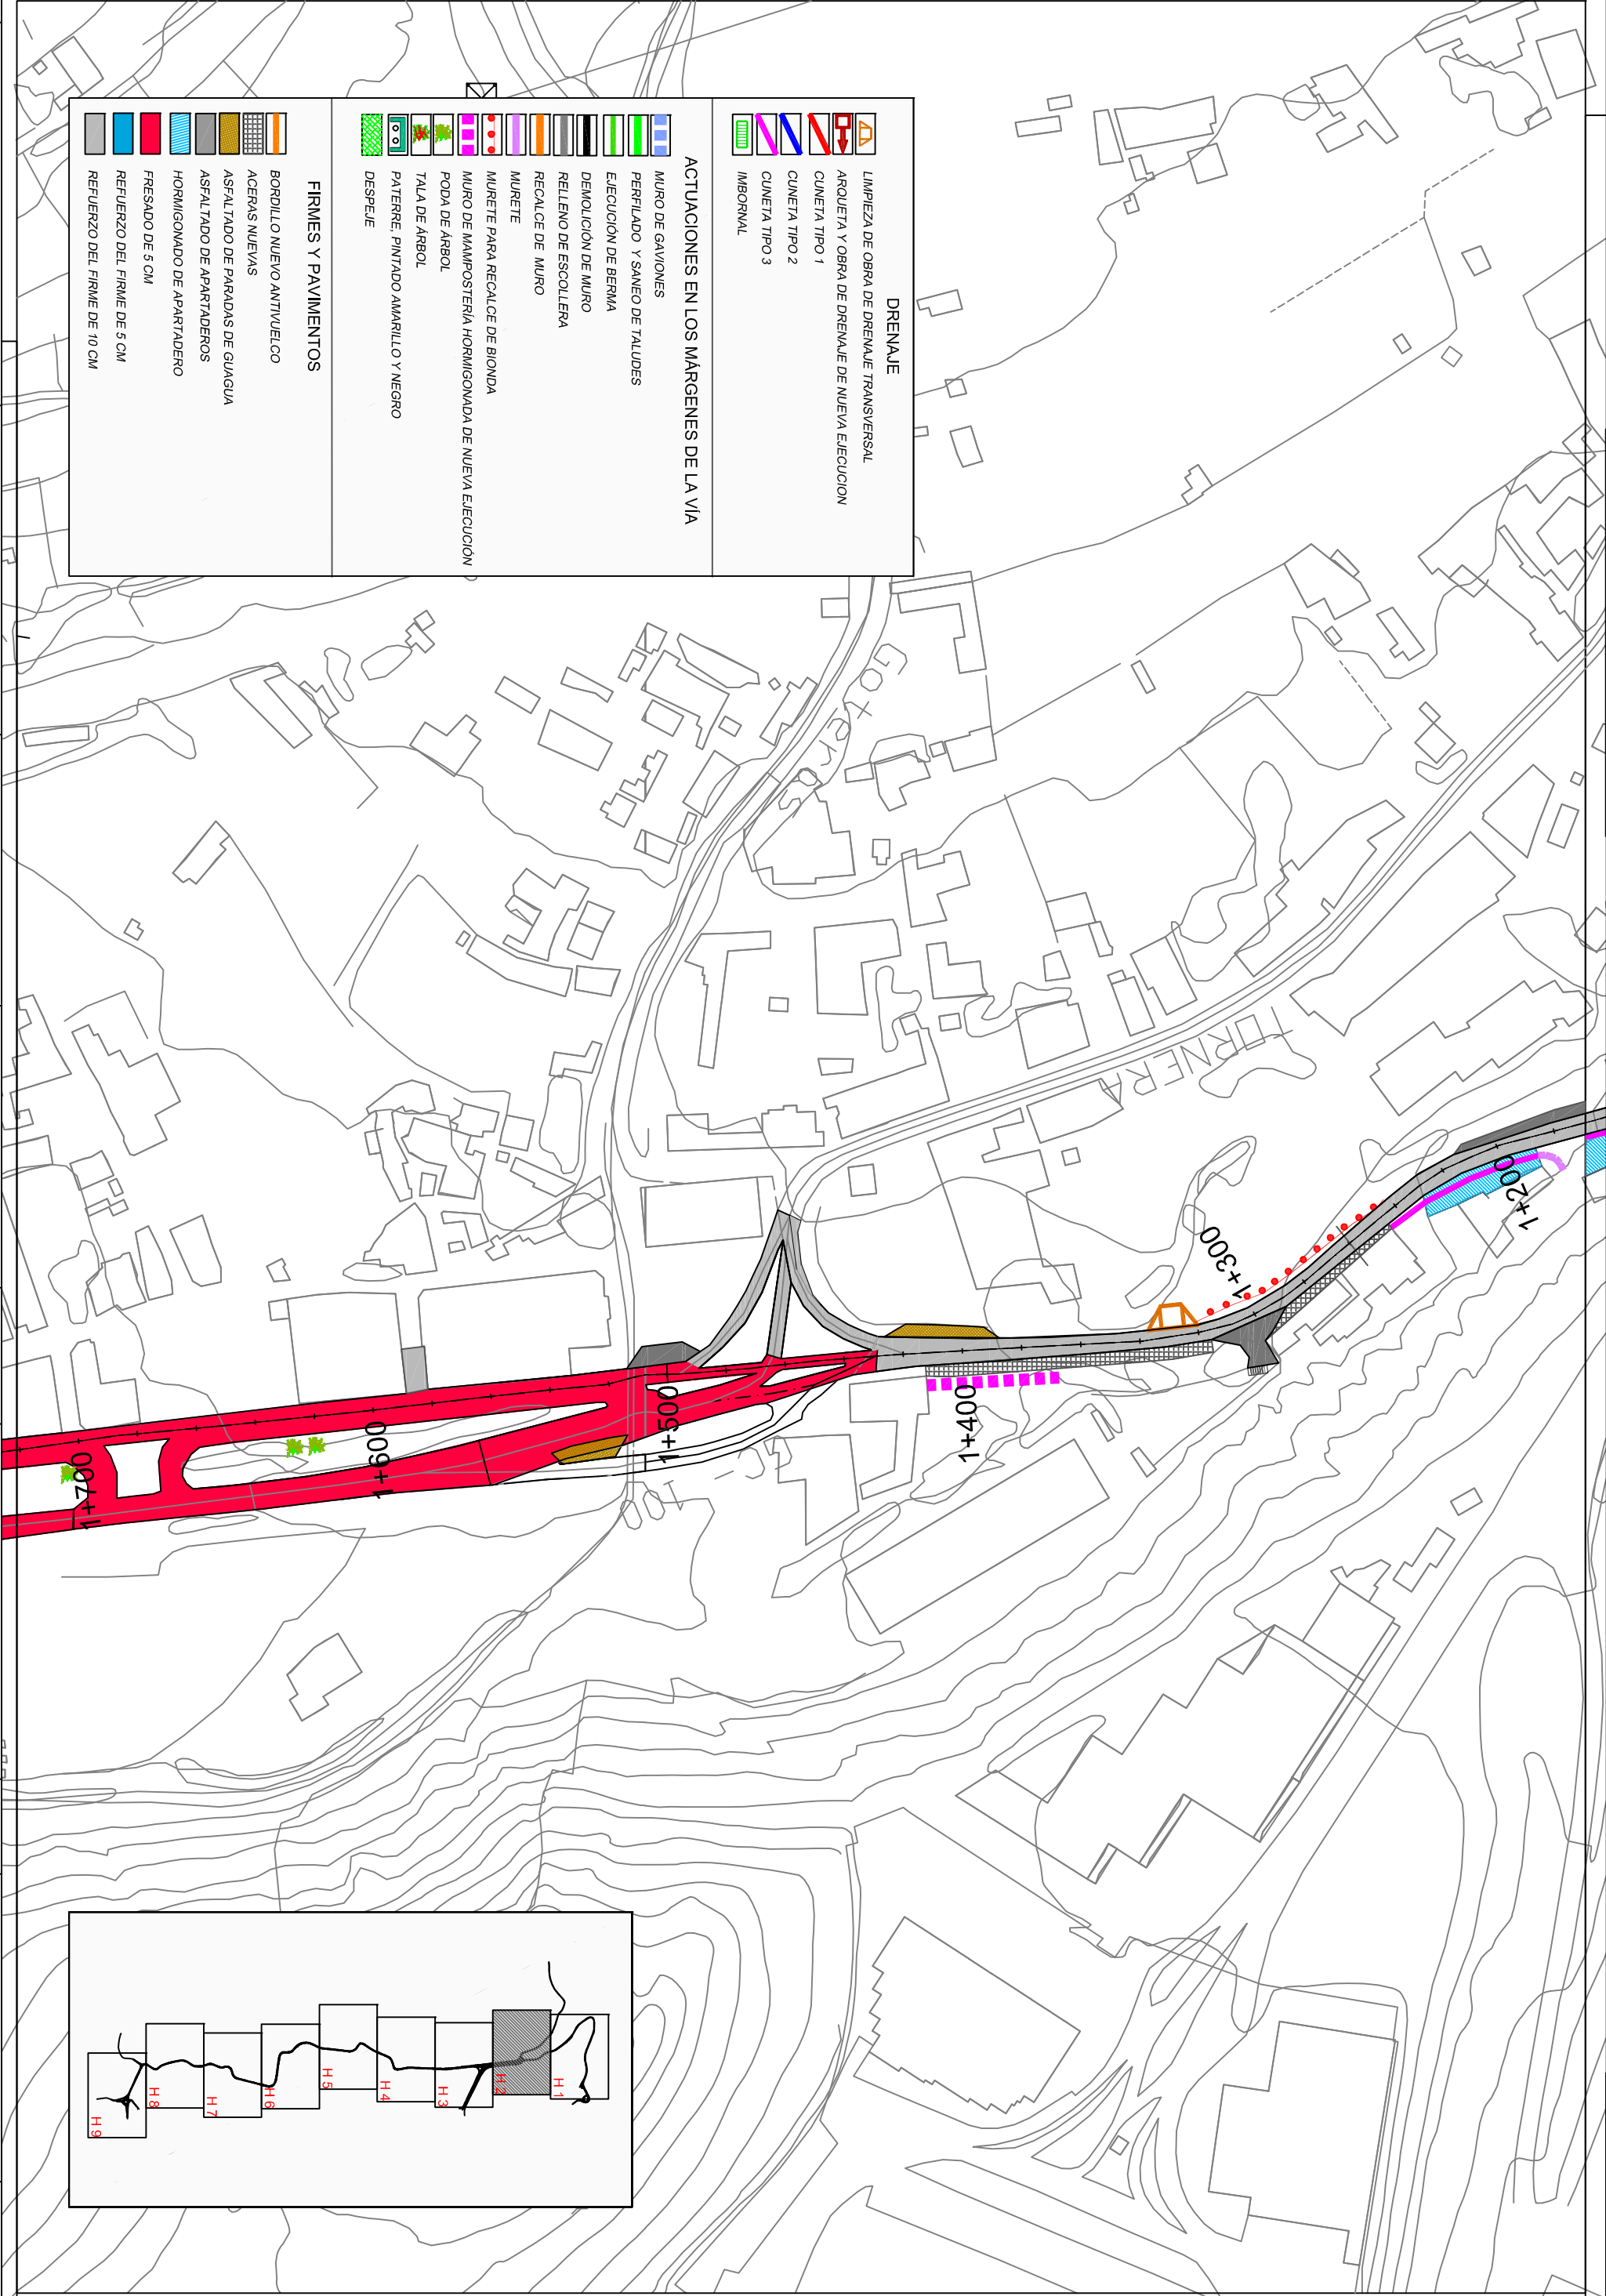 DRENAJE
LIMPIEZA DE OBRA DE DRENAJE TRANSVERSAL
ARQUETA Y OBRA DE DRENAJE DE NUEVA EJECUCION
CUNETA TIPO 1
CUNETA TIPO 2
CUNETA TIPO 3
IMBORNAL
ACTUACIONES EN LOS MÁRGENES DE LA VÍA
MURO DE GAVIONES
PERFILADO Y SANEO DE TALUDES
EJECUCIÓN DE BERMA
DEMOLICIÓN DE MURO
RELLENO DE ESCOLLERA
RECALCE DE MURO
MURETE
MURETE PARA RECALCE DE BIONDA
MURO DE MAMPOSTERÍA HORMIGONADA DE NUEVA EJECUCIÓN
PODA DE ÁRBOL
TALA DE ÁRBOL
PATERRE, PINTADO AMARILLO Y NEGRO
DESPEJE
FIRMES Y PAVIMENTOS
BORDILLO NUEVO ANTIVUELCO
ACERAS NUEVAS
ASFALTADO DE PARADAS DE GUAGUA
ASFALTADO DE APARTADEROS
HORMIGONADO DE APARTADERO
FRESADO DE 5 CM
REFUERZO DEL FIRME DE 5 CM
REFUERZO DEL FIRME DE 10 CM
1+200
1+300
1+400
1+500
1+600
1+700
H 1
H 2
H 3
H 4
H 5
H 6
H 7
H 8
H 9